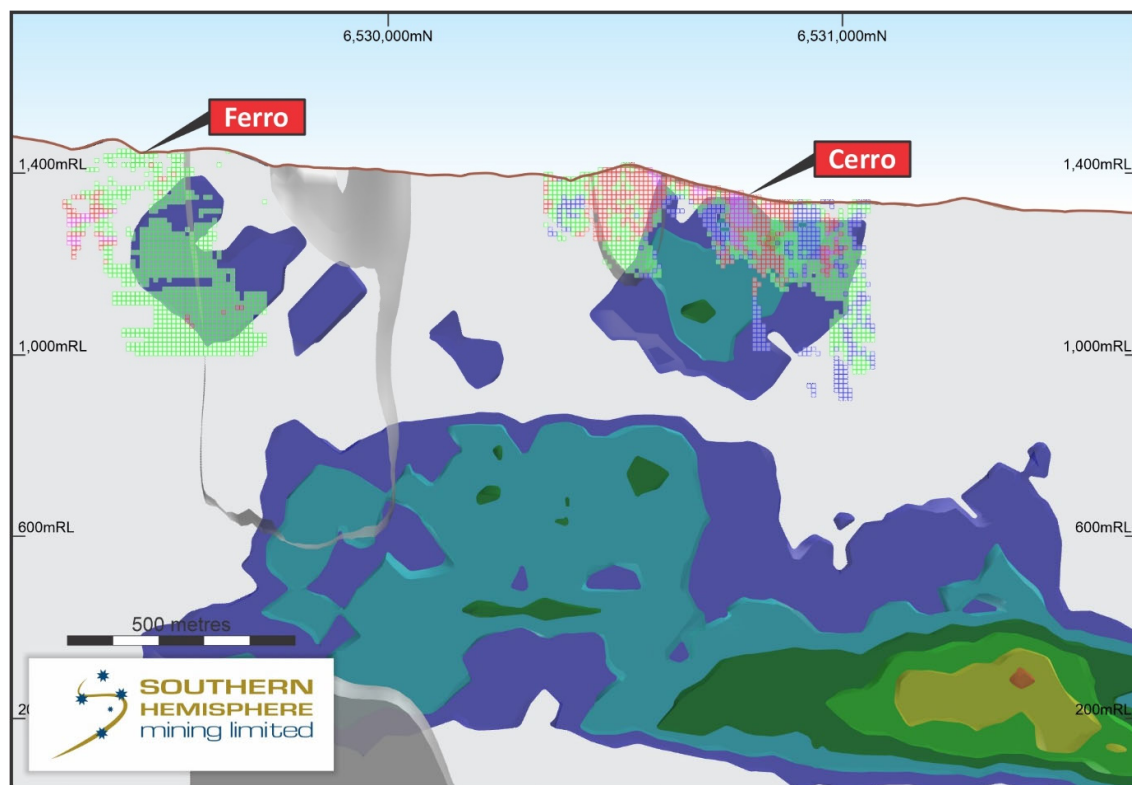 6,530,000mN
6,531,000mN
Ferro
Cerro
1,400mRL
1,400mRL
1,000mRL
1,000mRL
600mRL
600mRL
500 metres
200mRL
SOUTHERN
HEMISPHERE
mining limited